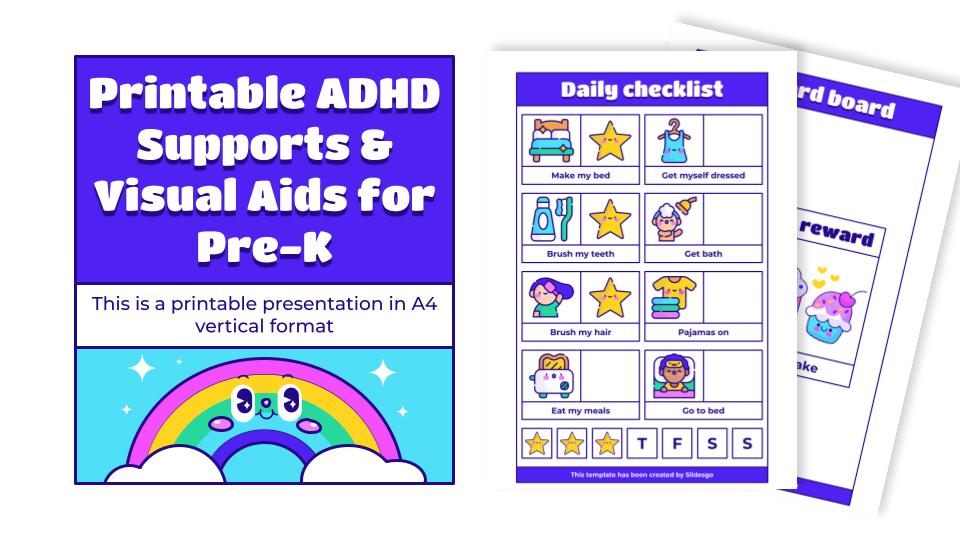 Printable ADHD
Supports &
Visual Aids for
Pre-K
This is a printable presentation in A4
vertical format
Daily checklist
Make my bed
Get myself dressed
Brush my teeth
Get bath
Brush my hair
Pajamas on
Eat my meals
Go to bed
T F S S
This template has been created by Slidesgo
rd board
reward
ake